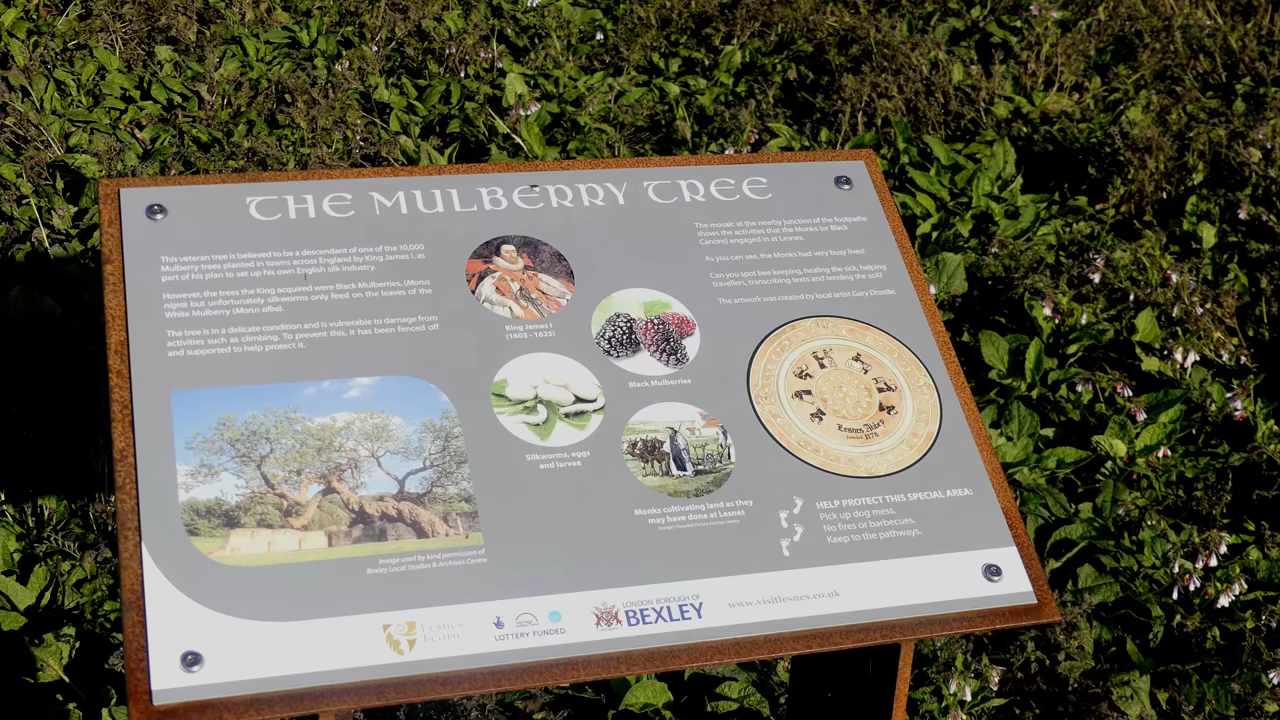 THE MULBERRY TREE
This veteran tree is believed to be a descendant of one of the 10,000
Mulberry trees planted in towns across England by King James I, as
part of his plan to set up his own English silk industry.
However, the trees the King acquired were Black Mulberries, (Morus
nigra) but unfortunately silkworms only feed on the leaves of the
White Mulberry (Morus alba).
The tree is in a delicate condition and is vulnerable to damage from
activities such as climbing. To prevent this, it has been fenced off
and supported to help protect it.
Image used by kind permission of
Bexley Local Studies & Archives Centre
King James I
(1603 - 1625)
Black Mulberries
Silkworms, eggs
and larvae
Monks cultivating land as they
may have done at Lesnes
The mosaic at the nearby junction of the footpaths
shows the activities that the Monks (or Black
Canons) engaged in at Lesnes.
As you can see, the Monks had very busy lives!
Can you spot bee keeping, healing the sick, helping
travellers, transcribing texts and tending the soil?
The artwork was created by local artist Gary Drostle.
Lesnes Abbey
founded 1178
HELP PROTECT THIS SPECIAL AREA:
Pick up dog mess.
No fires or barbecues.
Keep to the pathways.
LOTTERY FUNDED
LONDON BOROUGH OF
BEXLEY
www.visitlesnes.co.uk